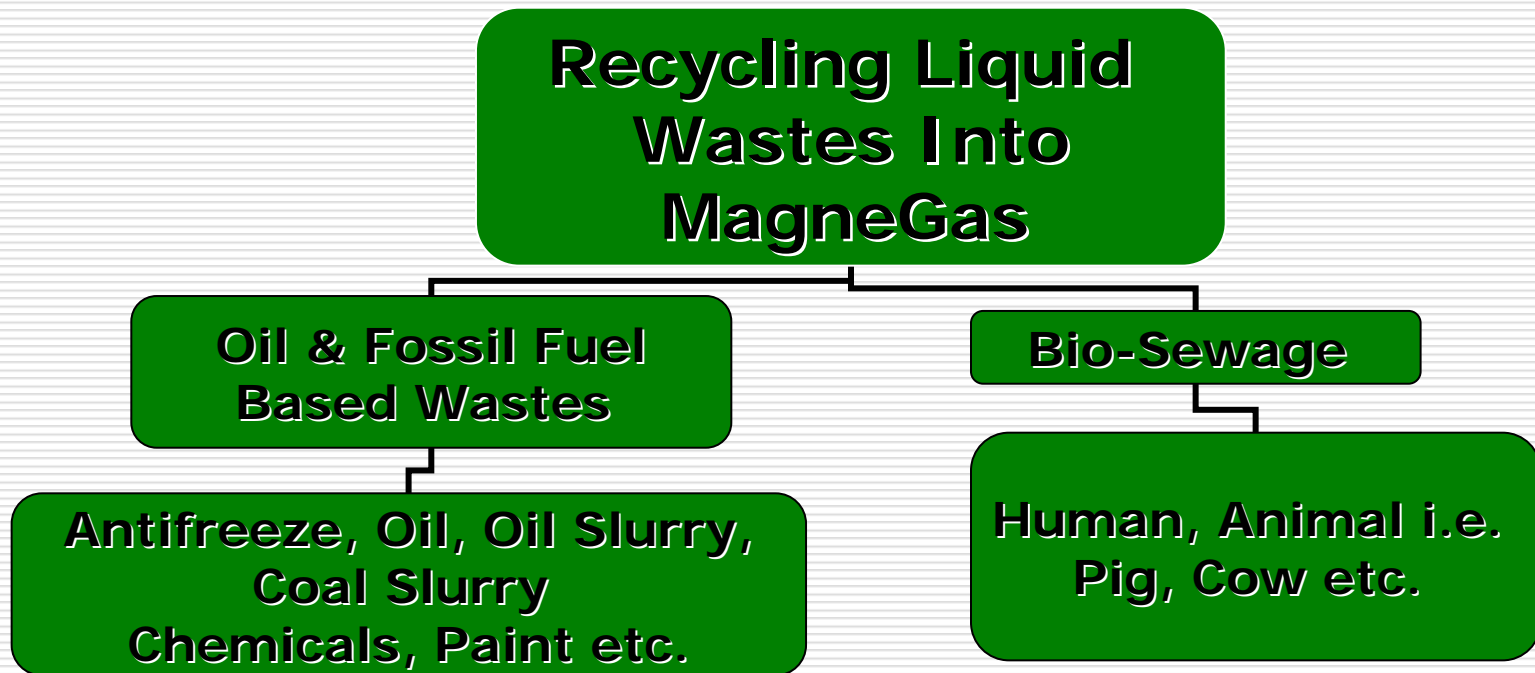 Recycling Liquid
Wastes Into
MagneGas
Oil & Fossil Fuel
Based Wastes
Bio-Sewage
Antifreeze, Oil, Oil Slurry,
Coal Slurry
Chemicals, Paint etc.
Human, Animal i.e.
Pig, Cow etc.